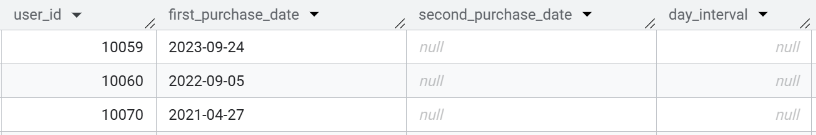 user_id first_purchase_date second_purchase_date day_interval
10059 2023-09-24 null null
10060 2022-09-05 null null
10070 2021-04-27 null null